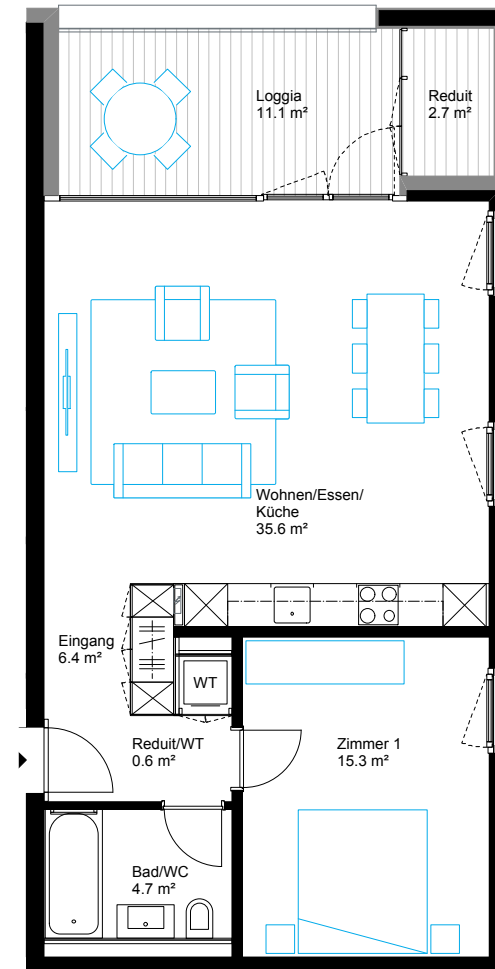 Loggia
11.1 m²
Reduit
2.7 m²
Wohnen/Essen/
Küche
35.6 m²
Eingang
6.4 m²
WT
Reduit/WT
0.6 m²
Zimmer 1
15.3 m²
Bad/WC
4.7 m²